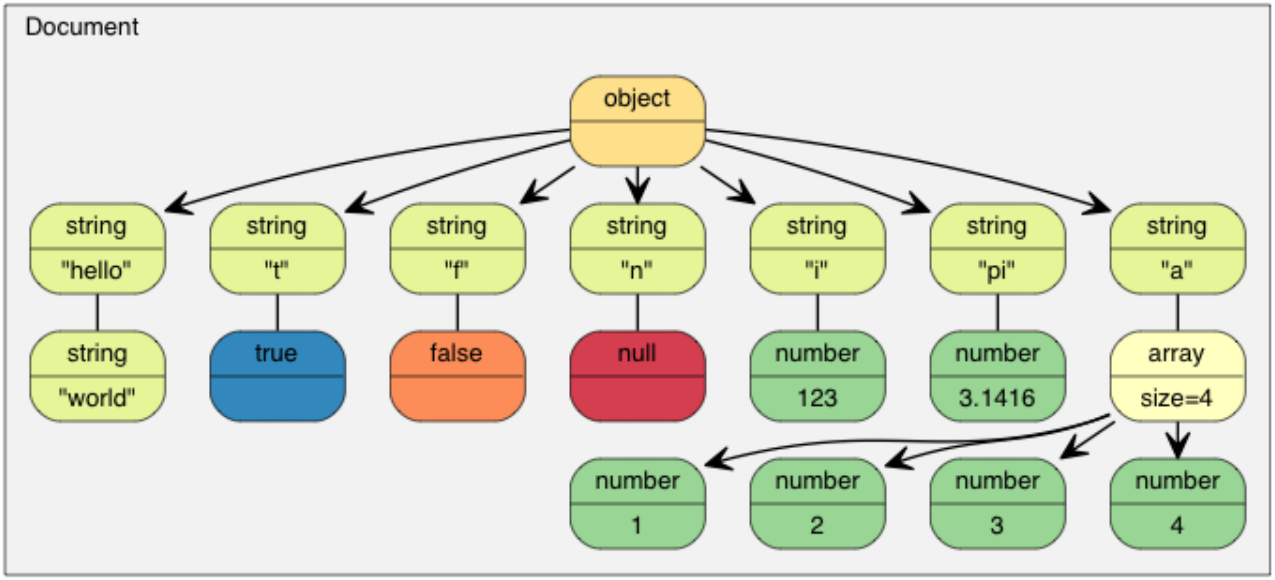 Document
object
string string string string string string string
"hello" "t" "f" "n" "i" "pi" "a"
string true false null number number array
"world" 123 3.1416 size=4
number number number number
1 2 3 4